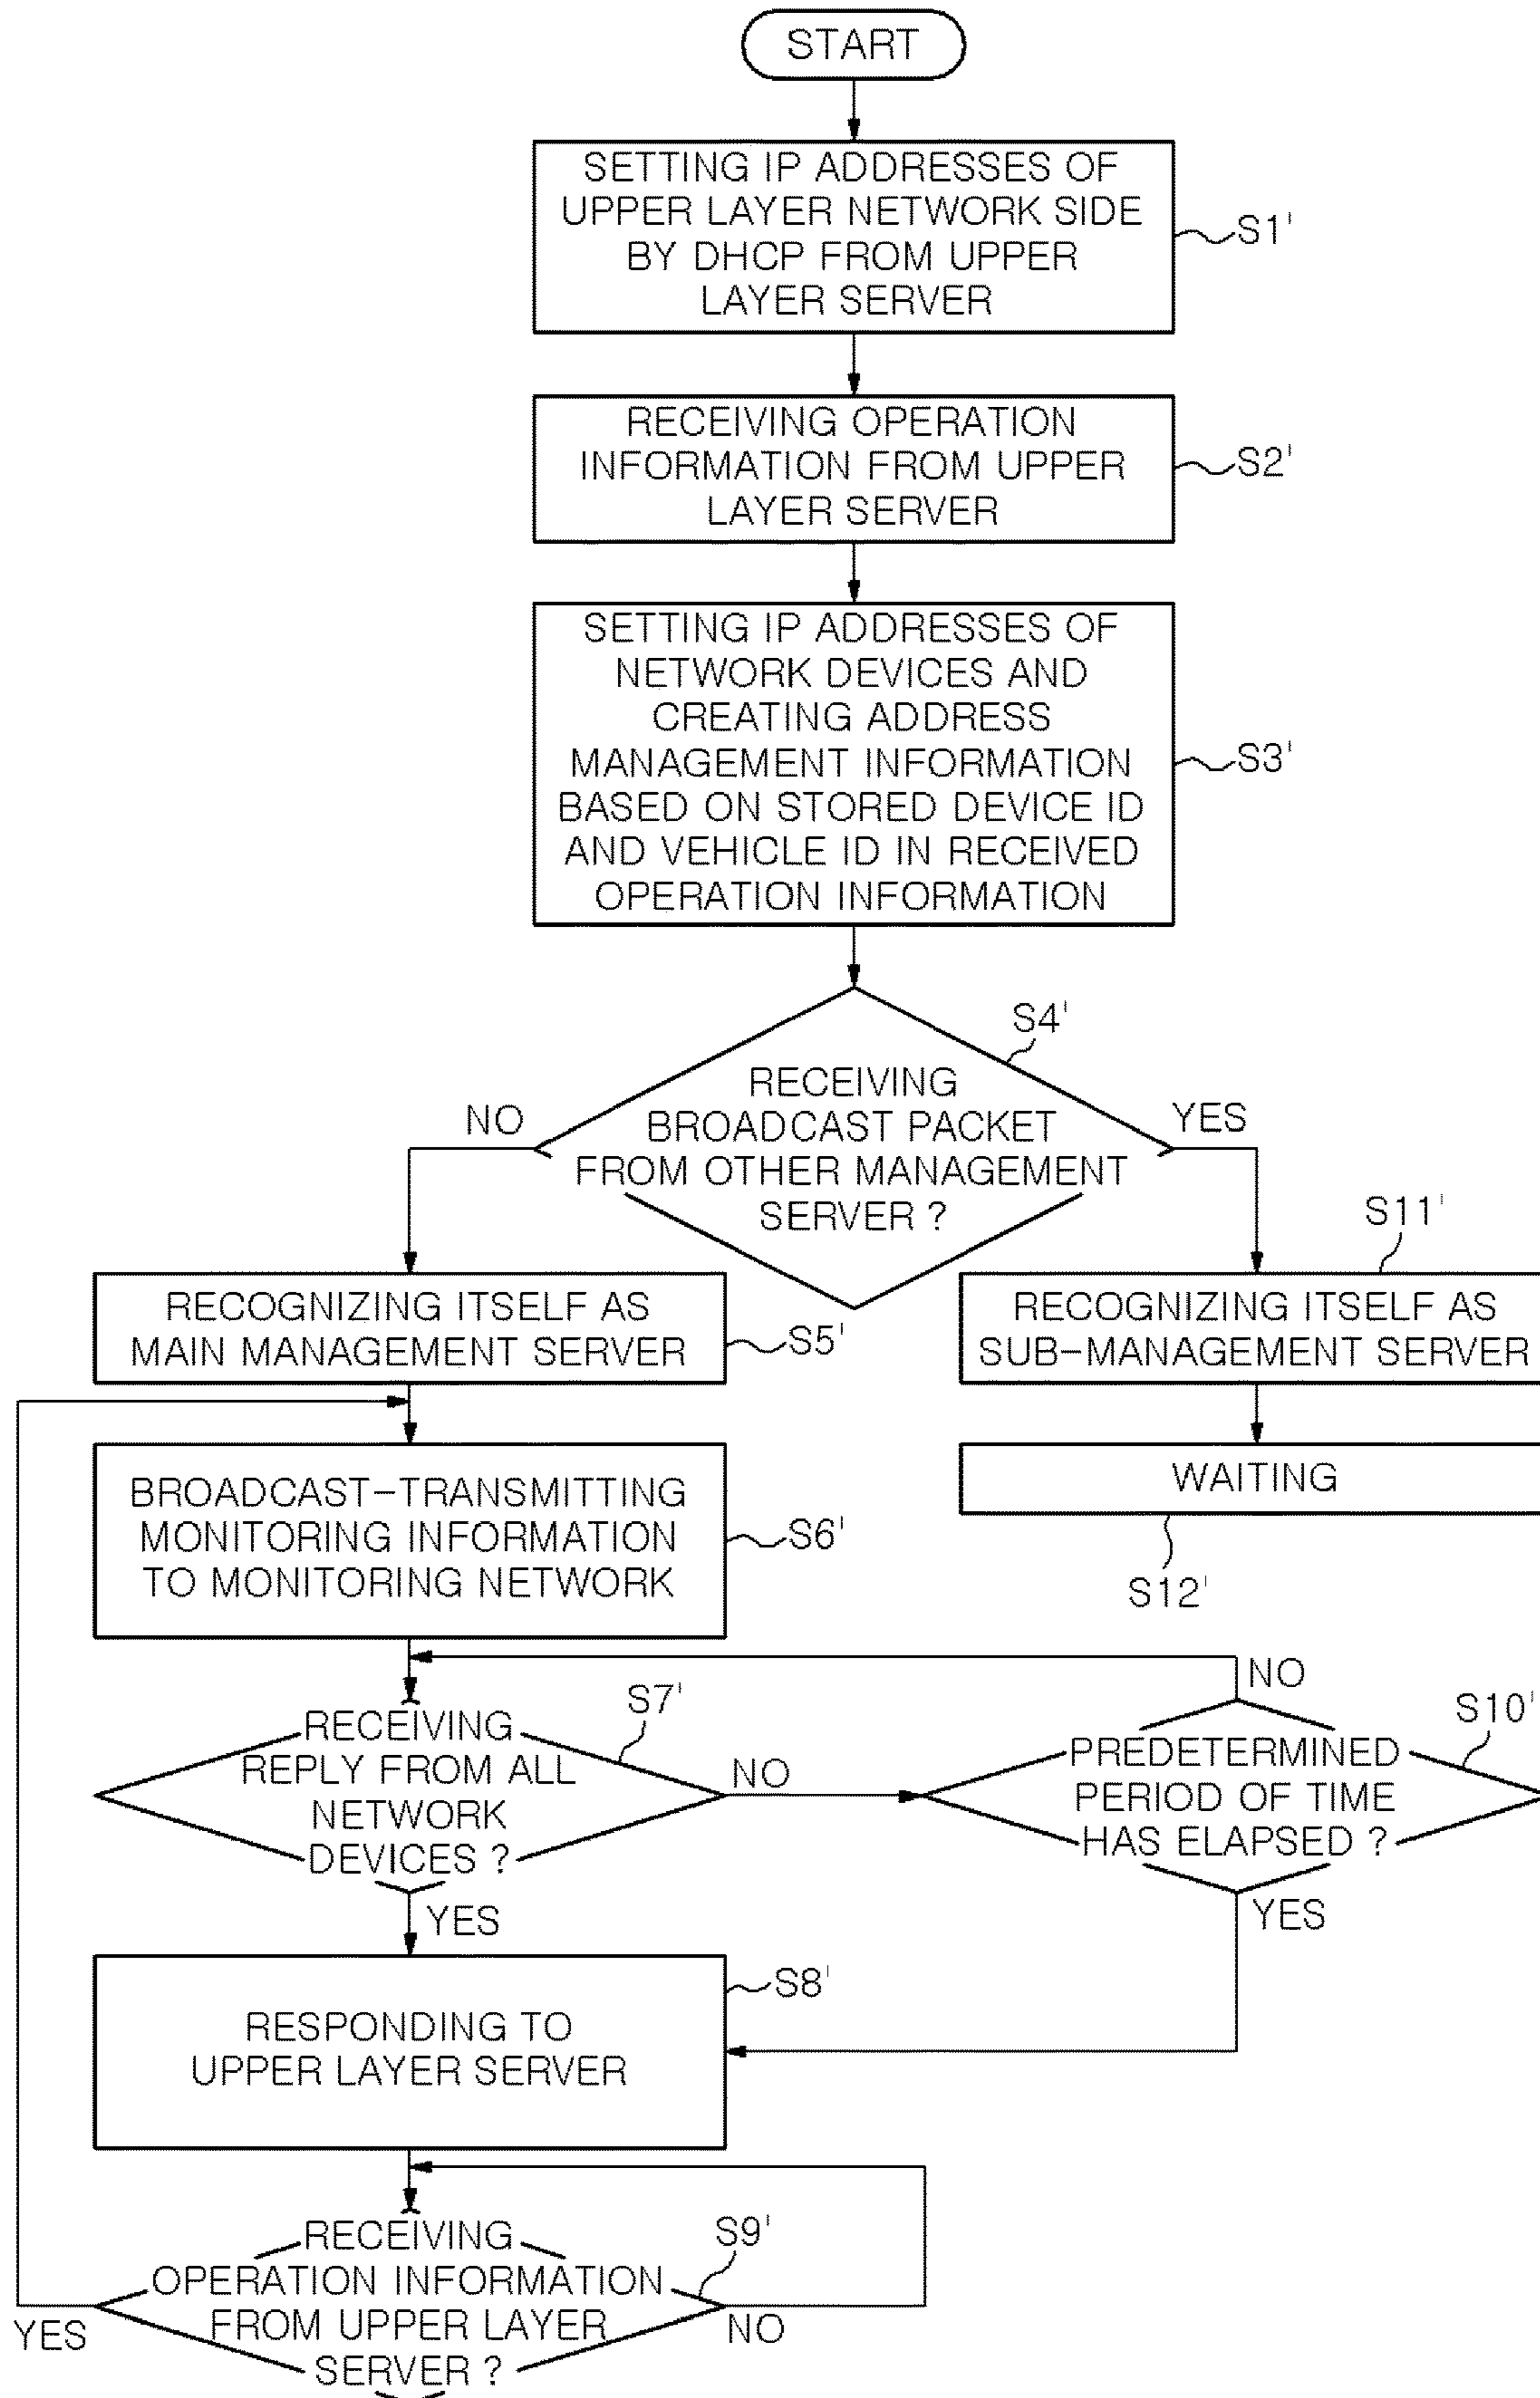 START
SETTING IP ADDRESSES OF
UPPER LAYER NETWORK SIDE
BY DHCP FROM UPPER
LAYER SERVER
S1'
RECEIVING OPERATION
INFORMATION FROM UPPER
LAYER SERVER
S2'
SETTING IP ADDRESSES OF
NETWORK DEVICES AND
CREATING ADDRESS
MANAGEMENT INFORMATION
BASED ON STORED DEVICE ID
AND VEHICLE ID IN RECEIVED
OPERATION INFORMATION
S3'
S4'
RECEIVING
BROADCAST PACKET
FROM OTHER MANAGEMENT
SERVER ?
NO
YES
RECOGNIZING ITSELF AS
MAIN MANAGEMENT SERVER
S5'
S11'
RECOGNIZING ITSELF AS
SUB-MANAGEMENT SERVER
BROADCAST-TRANSMITTING
MONITORING INFORMATION
TO MONITORING NETWORK
S6'
WAITING
S12'
RECEIVING
REPLY FROM ALL
NETWORK
DEVICES ?
S7'
NO
YES
NO
S10'
PREDETERMINED
PERIOD OF TIME
HAS ELAPSED ?
YES
RESPONDING TO
UPPER LAYER SERVER
S8'
RECEIVING
OPERATION INFORMATION
FROM UPPER LAYER
SERVER ?
S9'
YES
NO